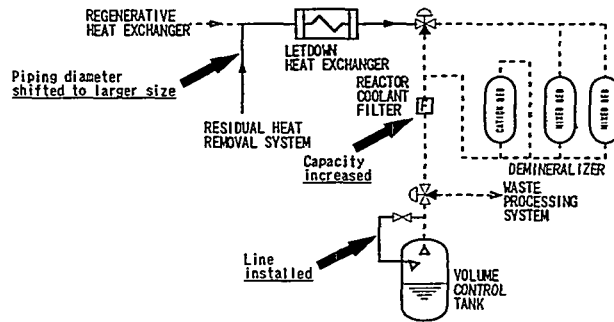 REGENERATIVE
HEAT EXCHANGER
LETDOWN
HEAT EXCHANGER
Piping diameter
shifted to larger size
REACTOR
COOLANT
FILTER
F
RESIDUAL HEAT
REMOVAL SYSTEM
Capacity
increased
CATION BED
MIXED BED
MIXED BED
DEMINERALIZER
WASTE
PROCESSING
SYSTEM
Line
installed
VOLUME
CONTROL
TANK